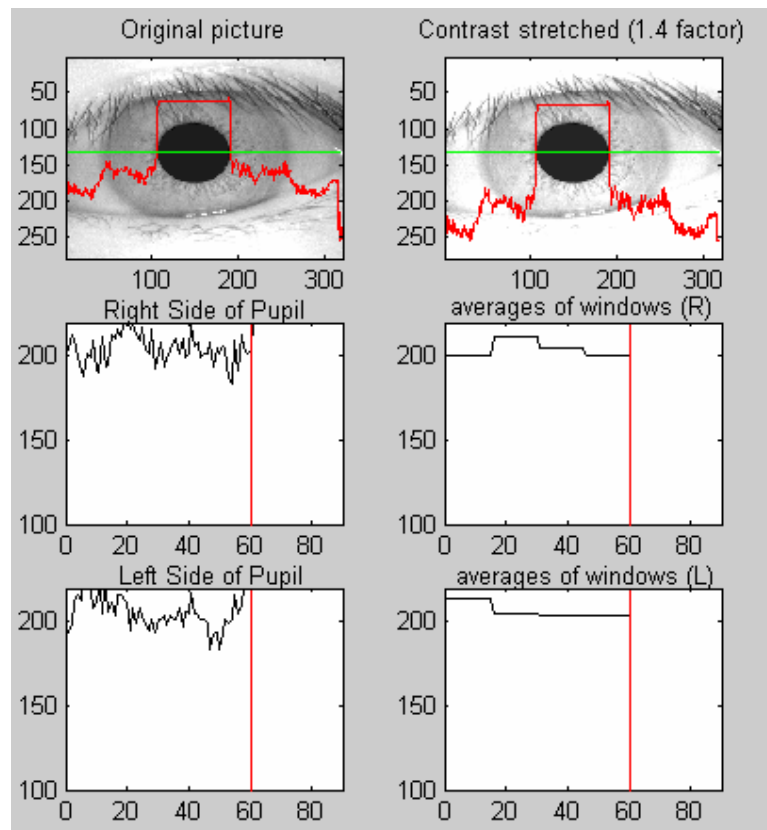 Original picture
Contrast stretched (1.4 factor)
50
100
150
200
250
100 200 300
50
100
150
200
250
100 200 300
Right Side of Pupil
averages of windows (R)
200
150
100
0 20 40 60 80
200
150
100
0 20 40 60 80
Left Side of Pupil
averages of windows (L)
200
150
100
0 20 40 60 80
200
150
100
0 20 40 60 80